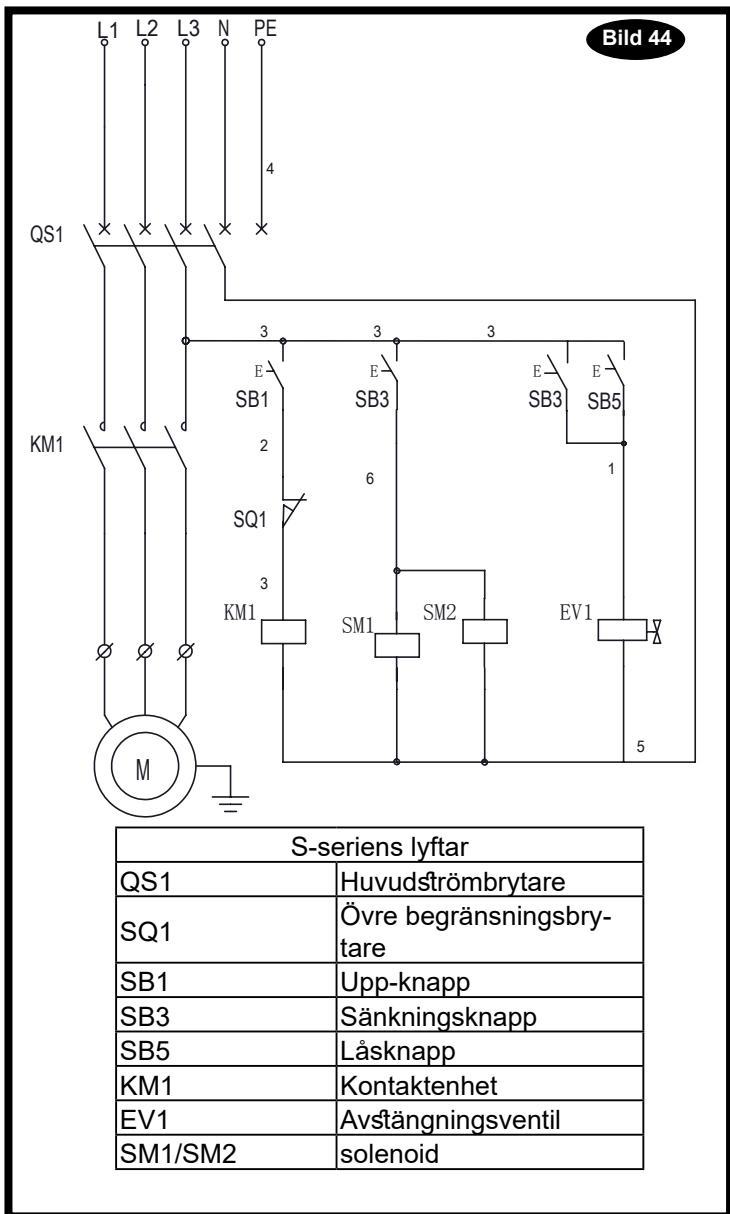 L1 L2 L3 N PE
Bild 44
4
QS1
3 3 3
E E E E
SB1 SB3 SB3 SB5
KM1
2
1
6
SQ1
3
KM1 SM1 SM2 EV1
5
M
S-seriens lyftar
QS1 Huvudströmbrytare
SQ1 Övre begränsningsbry-
tare
SB1 Upp-knapp
SB3 Sänkningsknapp
SB5 Låsknapp
KM1 Kontaktenhet
EV1 Avstängningsventil
SM1/SM2 solenoid